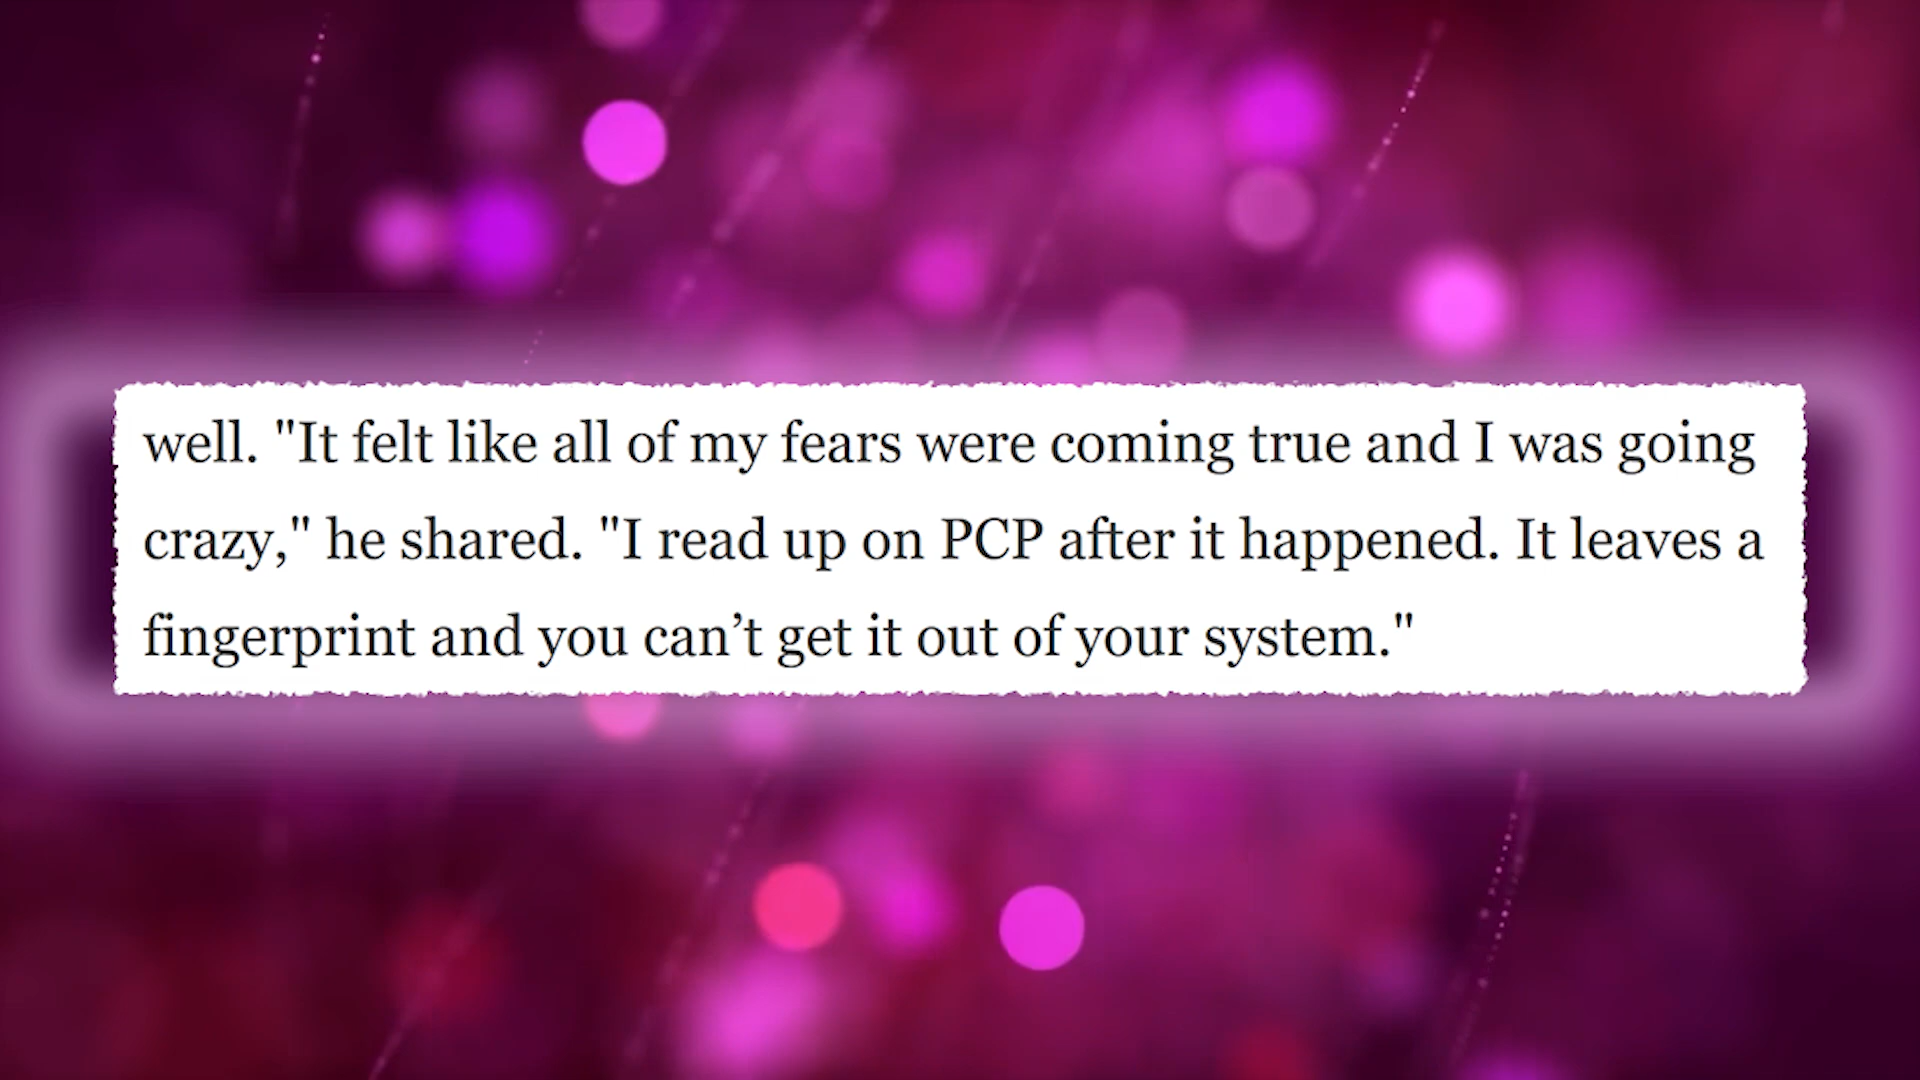 well. "It felt like all of my fears were coming true and I was going
crazy," he shared. "I read up on PCP after it happened. It leaves a
fingerprint and you can’t get it out of your system."